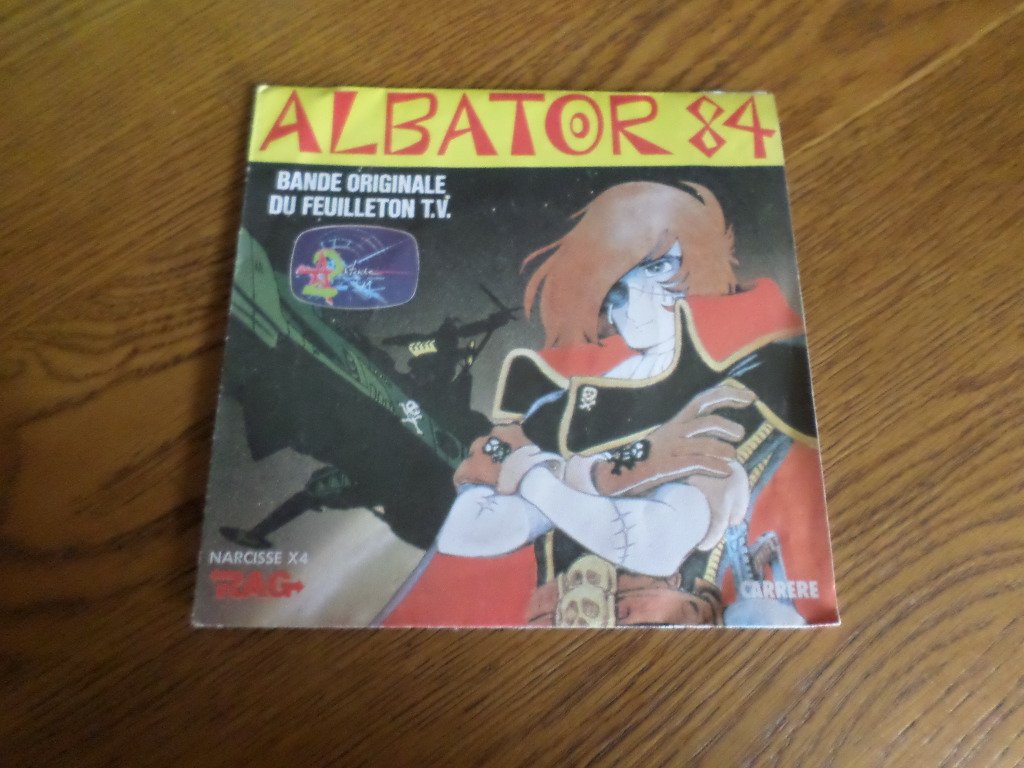 ALBATOR 84
BANDE ORIGINALE
DU FEUILLETON T.V.
NARCISSE X4
RAG
CARRERE